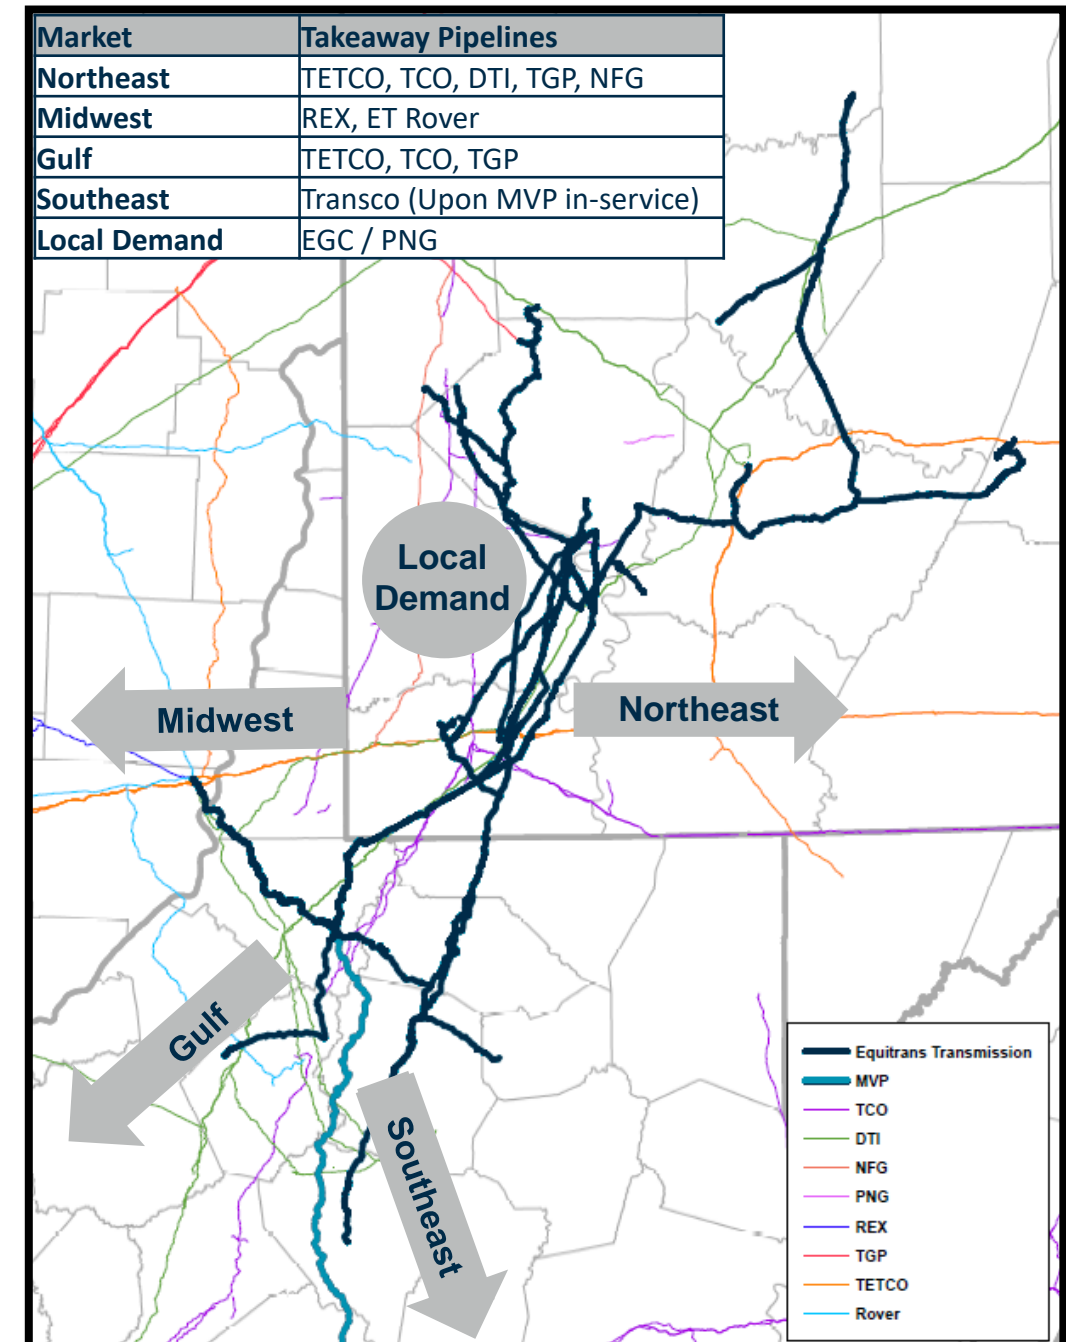 Market Takeaway Pipelines
Northeast TETCO, TCO, DTI, TGP, NFG
Midwest REX, ET Rover
Gulf TETCO, TCO, TGP
Southeast Transco (Upon MVP in-service)
Local Demand EGC / PNG
Local
Demand
Midwest
Northeast
Gulf
Southeast
Equitrans Transmission
MVP
TCO
DTI
NFG
PNG
REX
TGP
TETCO
Rover